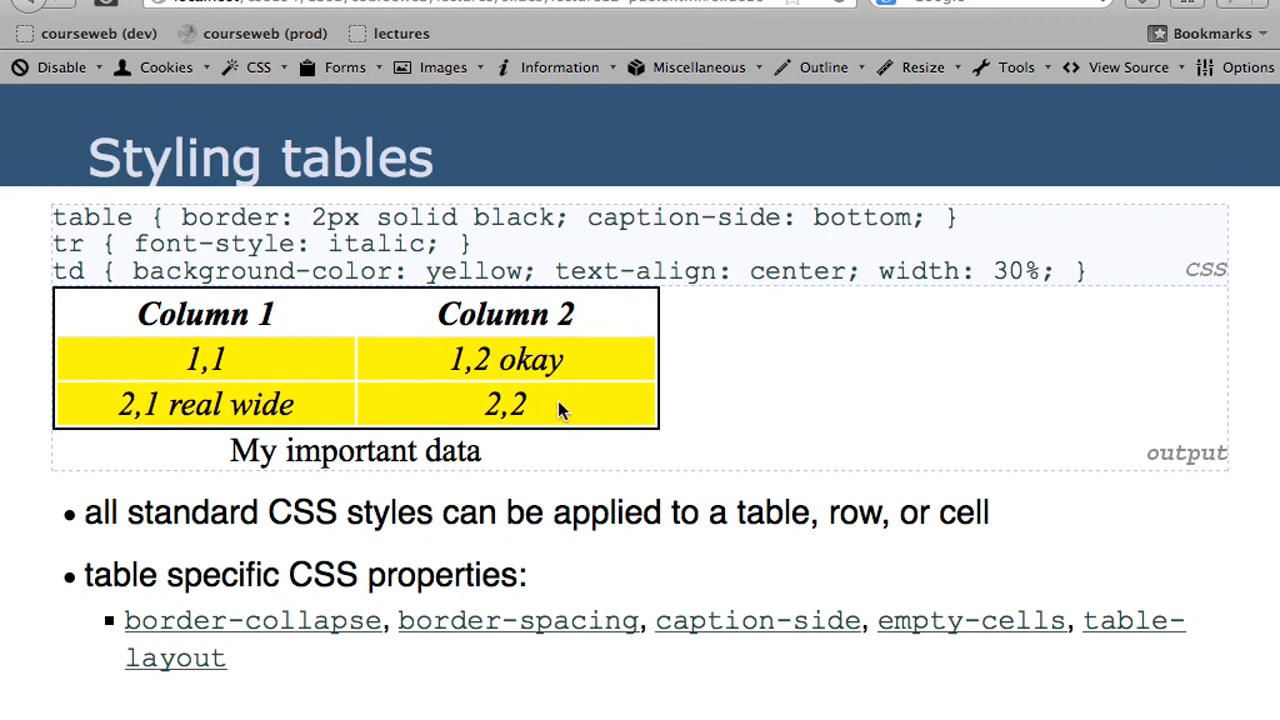 courseweb (dev) courseweb (prod) lectures Bookmarks
Disable Cookies CSS Forms Images Information Miscellaneous Outline Resize Tools View Source Options
Styling tables
table { border: 2px solid black; caption-side: bottom; }
tr { font-style: italic; }
td { background-color: yellow; text-align: center; width: 30%; }
CSS
Column 1 Column 2
1,1 1,2 okay
2,1 real wide 2,2
My important data
output
• all standard CSS styles can be applied to a table, row, or cell
• table specific CSS properties:
▪ border-collapse, border-spacing, caption-side, empty-cells, table-
layout